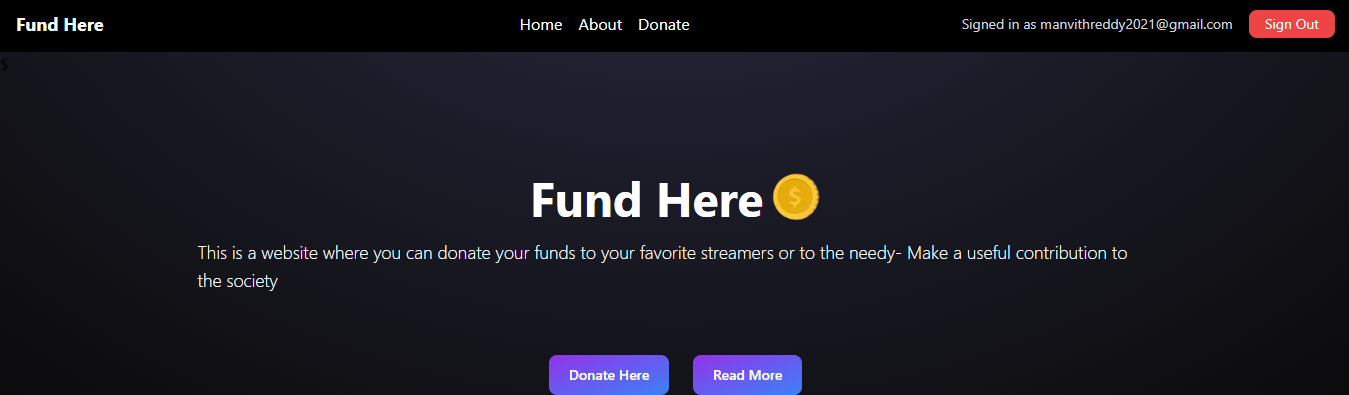 Fund Here
Home About Donate
Signed in as manvithreddy2021@gmail.com
Sign Out
$
Fund Here
$
This is a website where you can donate your funds to your favorite streamers or to the needy- Make a useful contribution to
the society
Donate Here
Read More